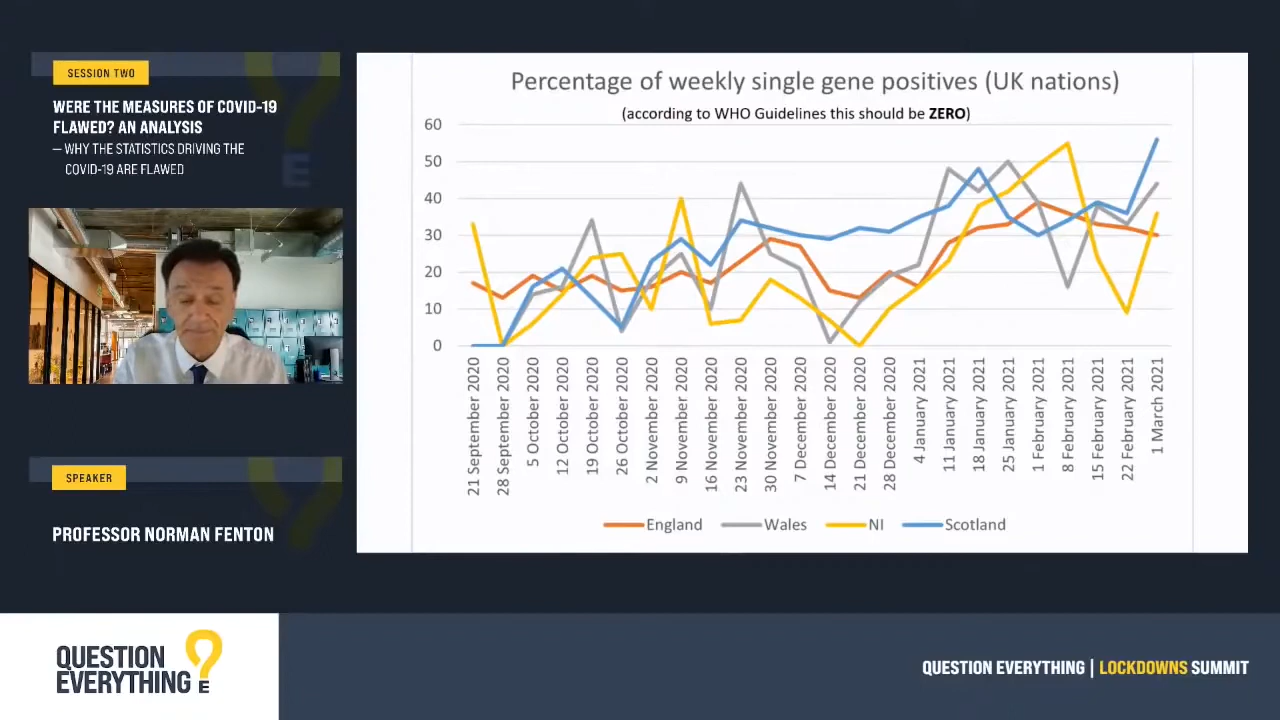 SESSION TWO
WERE THE MEASURES OF COVID-19
FLAWED? AN ANALYSIS
– WHY THE STATISTICS DRIVING THE
COVID-19 ARE FLAWED
SPEAKER
PROFESSOR NORMAN FENTON
Percentage of weekly single gene positives (UK nations)
(according to WHO Guidelines this should be ZERO)
60
50
40
30
20
10
0
21 September 2020
28 September 2020
5 October 2020
12 October 2020
19 October 2020
26 October 2020
2 November 2020
9 November 2020
16 November 2020
23 November 2020
30 November 2020
7 December 2020
14 December 2020
21 December 2020
28 December 2020
4 January 2021
11 January 2021
18 January 2021
25 January 2021
1 February 2021
8 February 2021
15 February 2021
22 February 2021
1 March 2021
England
Wales
NI
Scotland
QUESTION
EVERYTHING
E
QUESTION EVERYTHING | LOCKDOWNS SUMMIT